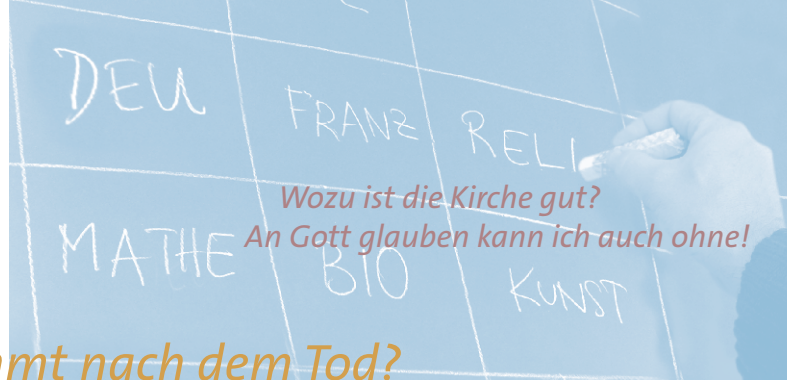 DEU FRANZ RELI
Wozu ist die Kirche gut?
An Gott glauben kann ich auch ohne!
MATHE BIO KUNST
nach dem Tod?